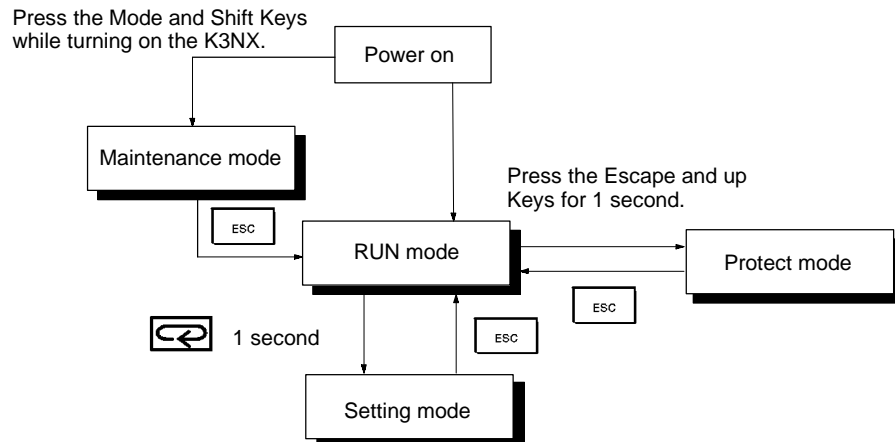 Press the Mode and Shift Keys
while turning on the K3NX.
Power on
Maintenance mode
Press the Escape and up
Keys for 1 second.
ESC
RUN mode
Protect mode
ESC
1 second
ESC
Setting mode